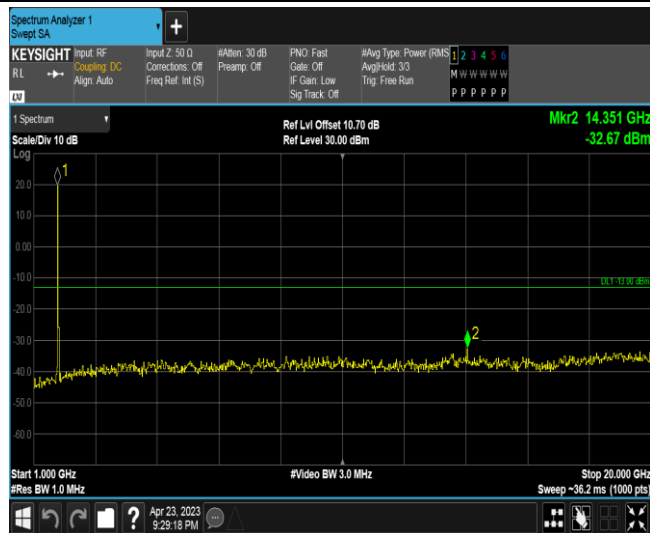 Spectrum Analyzer 1
Swept SA
KEYSIGHT
RL
Input: RF
Coupling: DC
Align: Auto
Input Z: 50 Ω
Corrections: Off
Freq Ref: Int (S)
#Atten: 30 dB
Preamp: Off
PNO: Fast
Gate: Off
IF Gain: Low
Sig Track: Off
#Avg Type: Power (RMS
Avg|Hold: 3/3
Trig: Free Run
1 2 3 4 5 6
M W W W W W
P P P P P P
1 Spectrum
Scale/Div 10 dB
Ref Lvl Offset 10.70 dB
Ref Level 30.00 dBm
Mkr2 14.351 GHz
-32.67 dBm
Log
1
20.0
10.0
0.00
-10.0
DL1 -13.00 dBm
-20.0
-30.0
2
-40.0
-50.0
-60.0
Start 1.000 GHz
#Video BW 3.0 MHz
Stop 20.000 GHz
#Res BW 1.0 MHz
Sweep ~36.2 ms (1000 pts)
?
Apr 23, 2023
9:29:18 PM